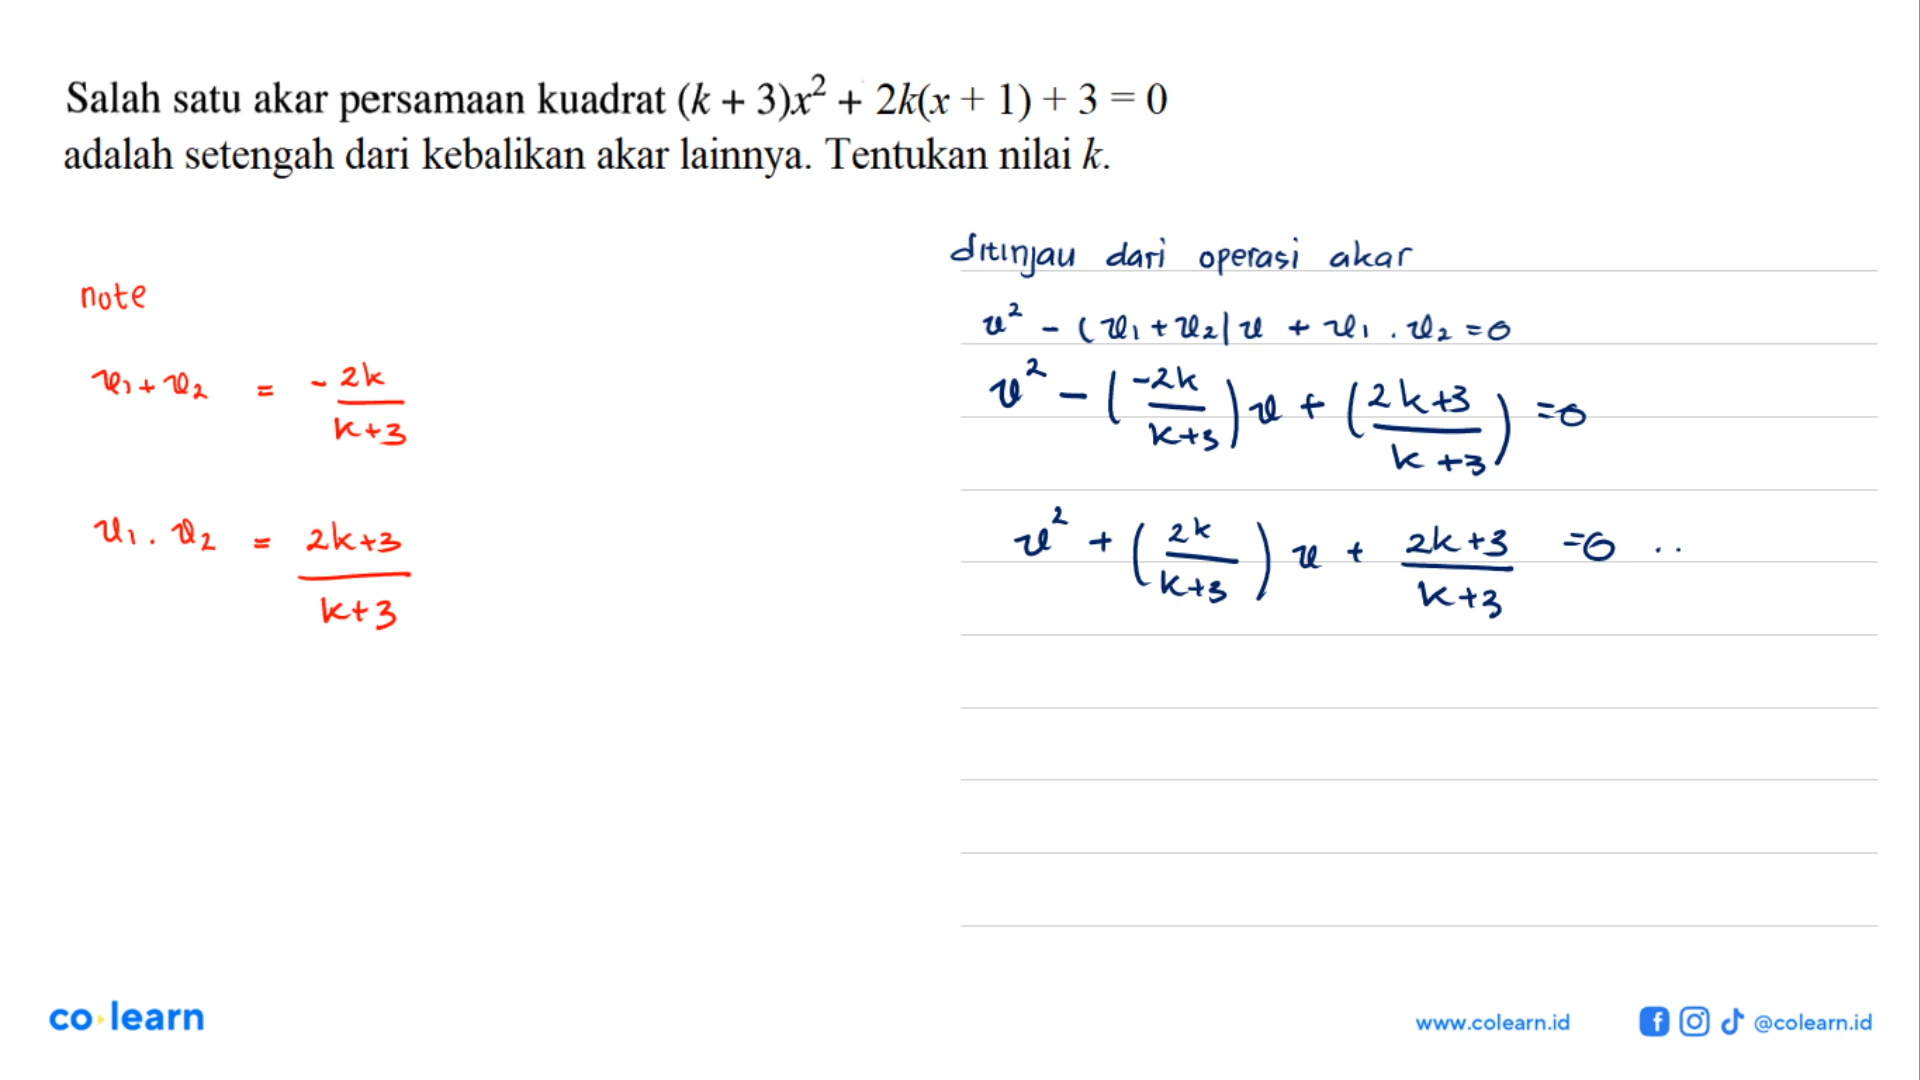 Salah satu akar persamaan kuadrat (k + 3)x² + 2k(x + 1) + 3 = 0
adalah setengah dari kebalikan akar lainnya. Tentukan nilai k.
note
x₁ + x₂ = - 2k / k+3
x₁ . x₂ = 2k+3 / k+3
ditinjau dari operasi akar
x² - (x₁ + x₂) x + x₁ . x₂ = 0
x² - (-2k / k+3) x + (2k+3 / k+3) = 0
x² + (2k / k+3) x + 2k+3 / k+3 = 0 ..
co learn
www.colearn.id
@colearn.id